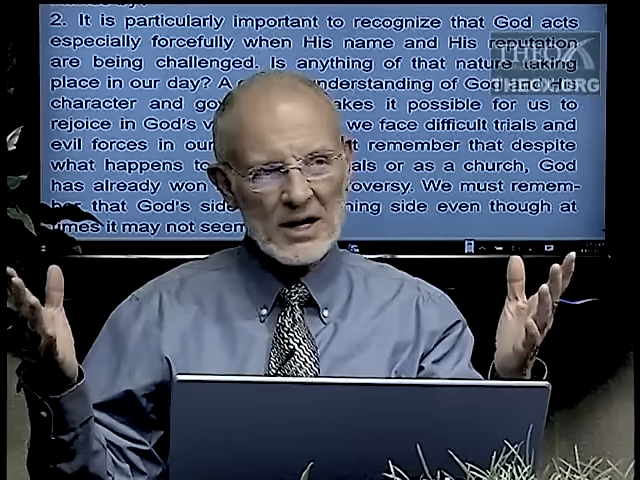 2. It is particularly important to recognize that God acts
especially forcefully when His name and His reputation
are being challenged. Is anything of that nature taking
place in our day? A understanding of God and His
character and makes it possible for us to
rejoice in God's we face difficult trials and
evil forces in our remember that despite
what happens to or as a church, God
has already won We must remem-
ber that God's side side even though at
times it may not seem
THEOX
THEOX.ORG